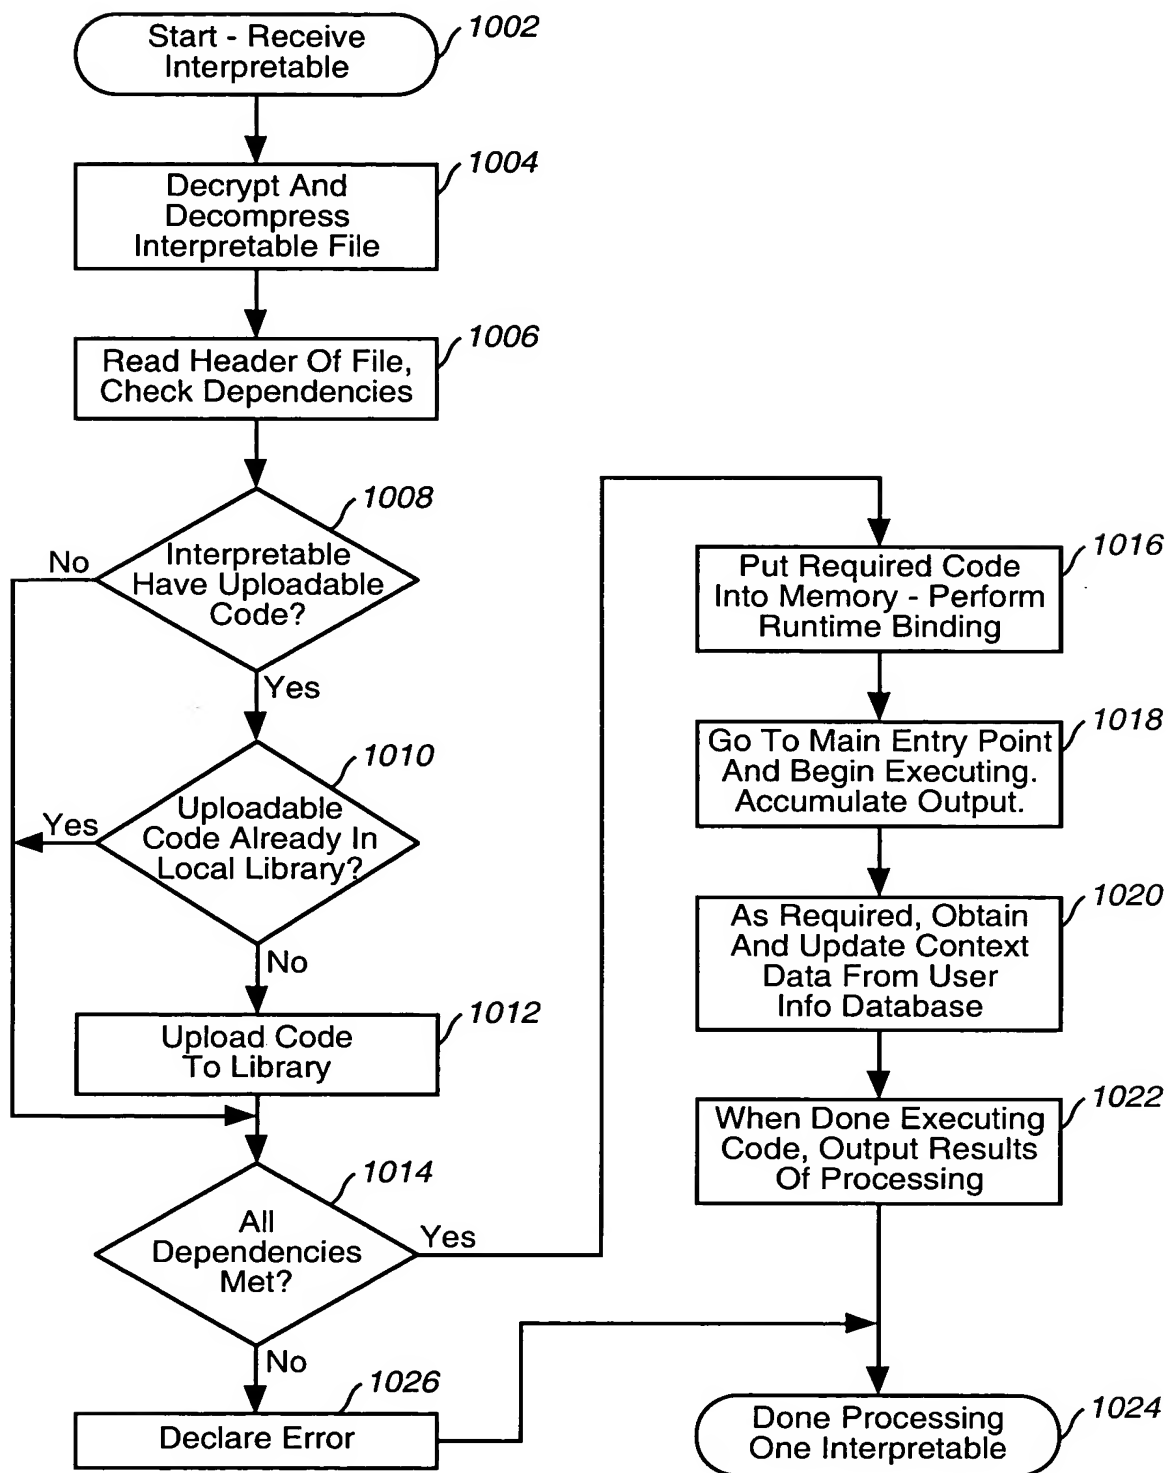 Start - Receive
Interpretable
1002
Decrypt And
Decompress
Interpretable File
1004
Read Header Of File,
Check Dependencies
1006
Interpretable
Have Uploadable
Code?
1008
No
Yes
Uploadable
Code Already In
Local Library?
1010
Yes
No
Upload Code
To Library
1012
All
Dependencies
Met?
1014
Yes
No
Declare Error
1026
Put Required Code
Into Memory - Perform
Runtime Binding
1016
Go To Main Entry Point
And Begin Executing.
Accumulate Output.
1018
As Required, Obtain
And Update Context
Data From User
Info Database
1020
When Done Executing
Code, Output Results
Of Processing
1022
Done Processing
One Interpretable
1024